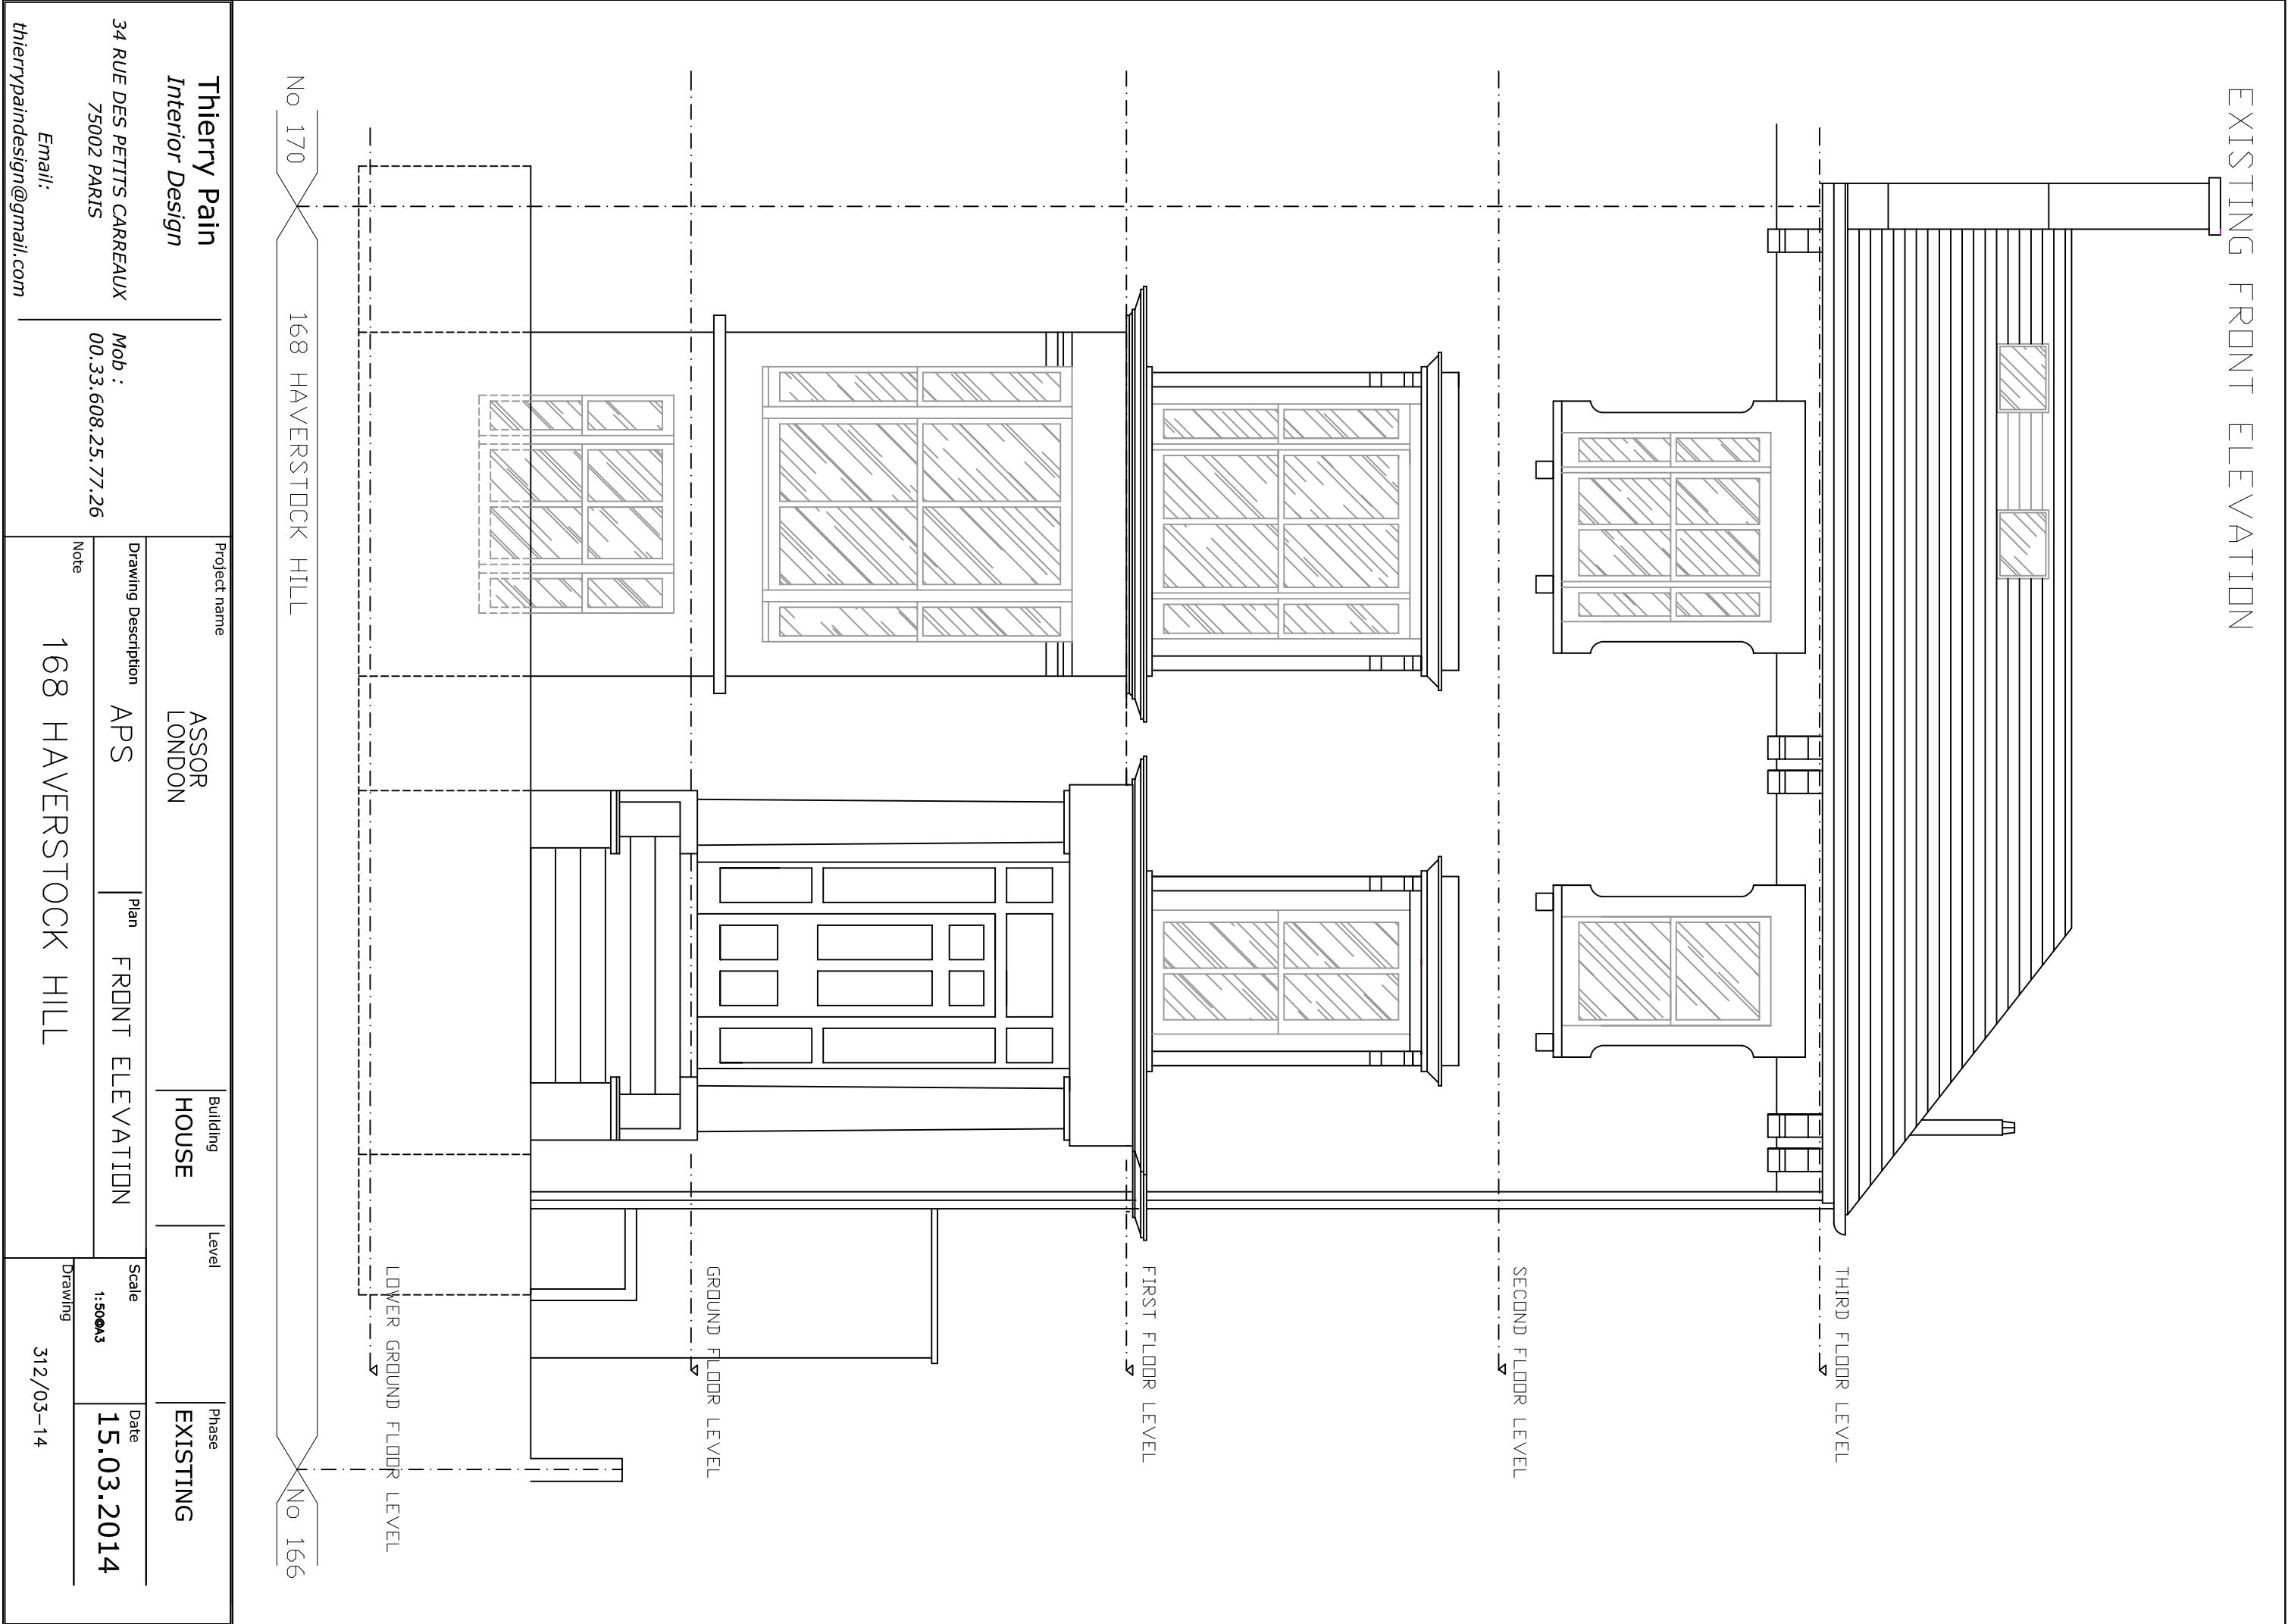 EXISTING FRONT ELEVATION
THIRD FLOOR LEVEL
SECOND FLOOR LEVEL
FIRST FLOOR LEVEL
GROUND FLOOR LEVEL
LOWER GROUND FLOOR LEVEL
No 170
168 HAVERSTOCK HILL
No 166
Thierry Pain
Interior Design
34 RUE DES PETITS CARREAUX
75002 PARIS
Email:
thierrypaindesign@gmail.com
Mob :
00.33.608.25.77.26
Project name
ASSOR
LONDON
Building
HOUSE
Level
Phase
EXISTING
Drawing Description
APS
Plan
FRONT ELEVATION
Scale
1:50@A3
Date
15.03.2014
Note
168 HAVERSTOCK HILL
Drawing
312/03-14